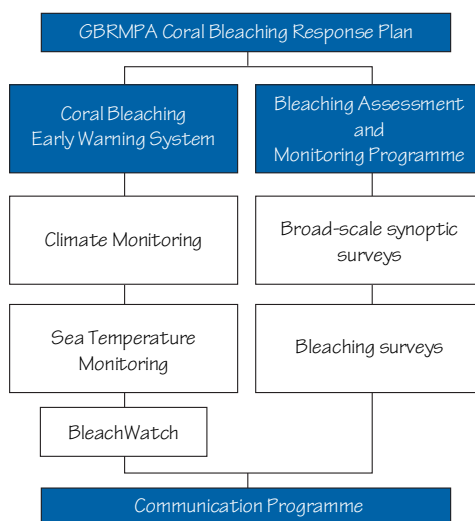 GBRMPA Coral Bleaching Response Plan
Coral Bleaching
Early Warning System
Bleaching Assessment
and
Monitoring Programme
Climate Monitoring
Broad-scale synoptic
surveys
Sea Temperature
Monitoring
Bleaching surveys
BleachWatch
Communication Programme